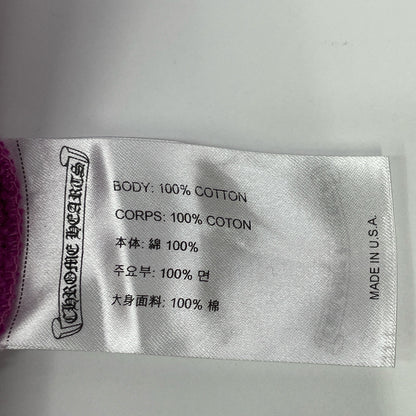 CHROME HEARTS
BODY: 100% COTTON
CORPS: 100% COTON
本体: 綿 100%
주요부: 100% 면
大身面料: 100% 棉
MADE IN U.S.A.